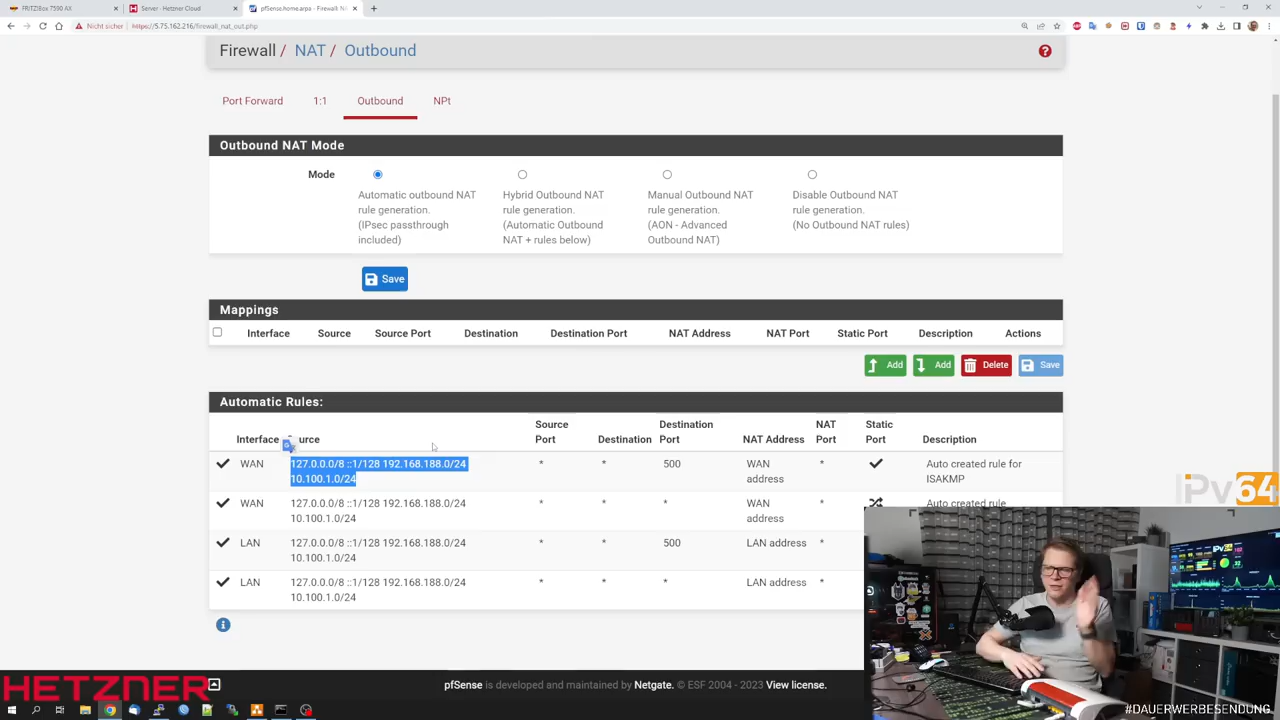 FRITZ!Box 7590 AX
Server · Hetzner Cloud
pfSense.home.arpa - Firewall: N
Nicht sicher
https://5.75.162.216/firewall_nat_out.php
Firewall / NAT / Outbound
Port Forward 1:1 Outbound NPt
Outbound NAT Mode
Mode
Automatic outbound NAT
rule generation.
(IPsec passthrough
included)
Hybrid Outbound NAT
rule generation.
(Automatic Outbound
NAT + rules below)
Manual Outbound NAT
rule generation.
(AON - Advanced
Outbound NAT)
Disable Outbound NAT
rule generation.
(No Outbound NAT rules)
Save
Mappings
Interface Source Source Port Destination Destination Port NAT Address NAT Port Static Port Description Actions
Add Add Delete Save
Automatic Rules:
Interface urce Source Port Destination Destination Port NAT Address NAT Port Static Port Description
WAN 127.0.0.0/8 ::1/128 192.168.188.0/24 * * 500 WAN * Auto created rule for
10.100.1.0/24 address ISAKMP
WAN 127.0.0.0/8 ::1/128 192.168.188.0/24 * * * WAN * Auto created rule
10.100.1.0/24 address
LAN 127.0.0.0/8 ::1/128 192.168.188.0/24 * * 500 LAN address *
10.100.1.0/24
LAN 127.0.0.0/8 ::1/128 192.168.188.0/24 * * * LAN address *
10.100.1.0/24
IPv64
IPv64
pfSense is developed and maintained by Netgate. © ESF 2004 - 2023 View license.
HETZNER
#DAUERWERBESENDUNG